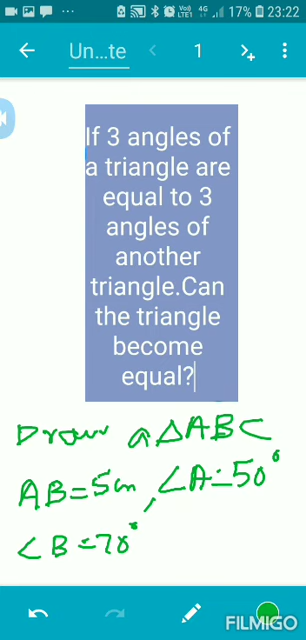 17% 23:22
Un...te 1
If 3 angles of
a triangle are
equal to 3
angles of
another
triangle.Can
the triangle
become
equal?
Draw a △ABC
AB=5cm, ∠A=50°
∠B=70°
FILMIGO